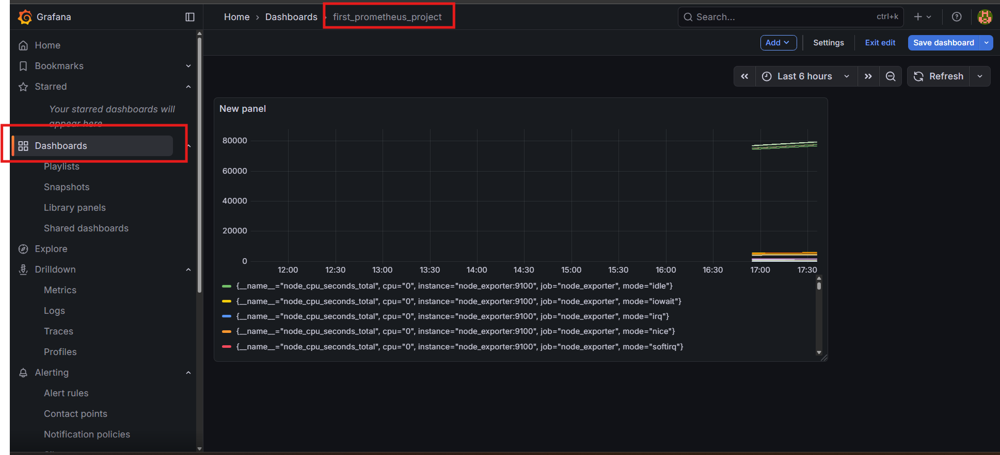 Grafana
Home › Dashboards › first_prometheus_project
Search...
ctrl+k
Add
Settings
Exit edit
Save dashboard
Last 6 hours
Refresh
Home
Bookmarks
Starred
Your starred dashboards will
appear here
Dashboards
Playlists
Snapshots
Library panels
Shared dashboards
Explore
Drilldown
Metrics
Logs
Traces
Profiles
Alerting
Alert rules
Contact points
Notification policies
New panel
80000
60000
40000
20000
0
12:00 12:30 13:00 13:30 14:00 14:30 15:00 15:30 16:00 16:30 17:00 17:30
{__name__="node_cpu_seconds_total", cpu="0", instance="node_exporter:9100", job="node_exporter", mode="idle"}
{__name__="node_cpu_seconds_total", cpu="0", instance="node_exporter:9100", job="node_exporter", mode="iowait"}
{__name__="node_cpu_seconds_total", cpu="0", instance="node_exporter:9100", job="node_exporter", mode="irq"}
{__name__="node_cpu_seconds_total", cpu="0", instance="node_exporter:9100", job="node_exporter", mode="nice"}
{__name__="node_cpu_seconds_total", cpu="0", instance="node_exporter:9100", job="node_exporter", mode="softirq"}